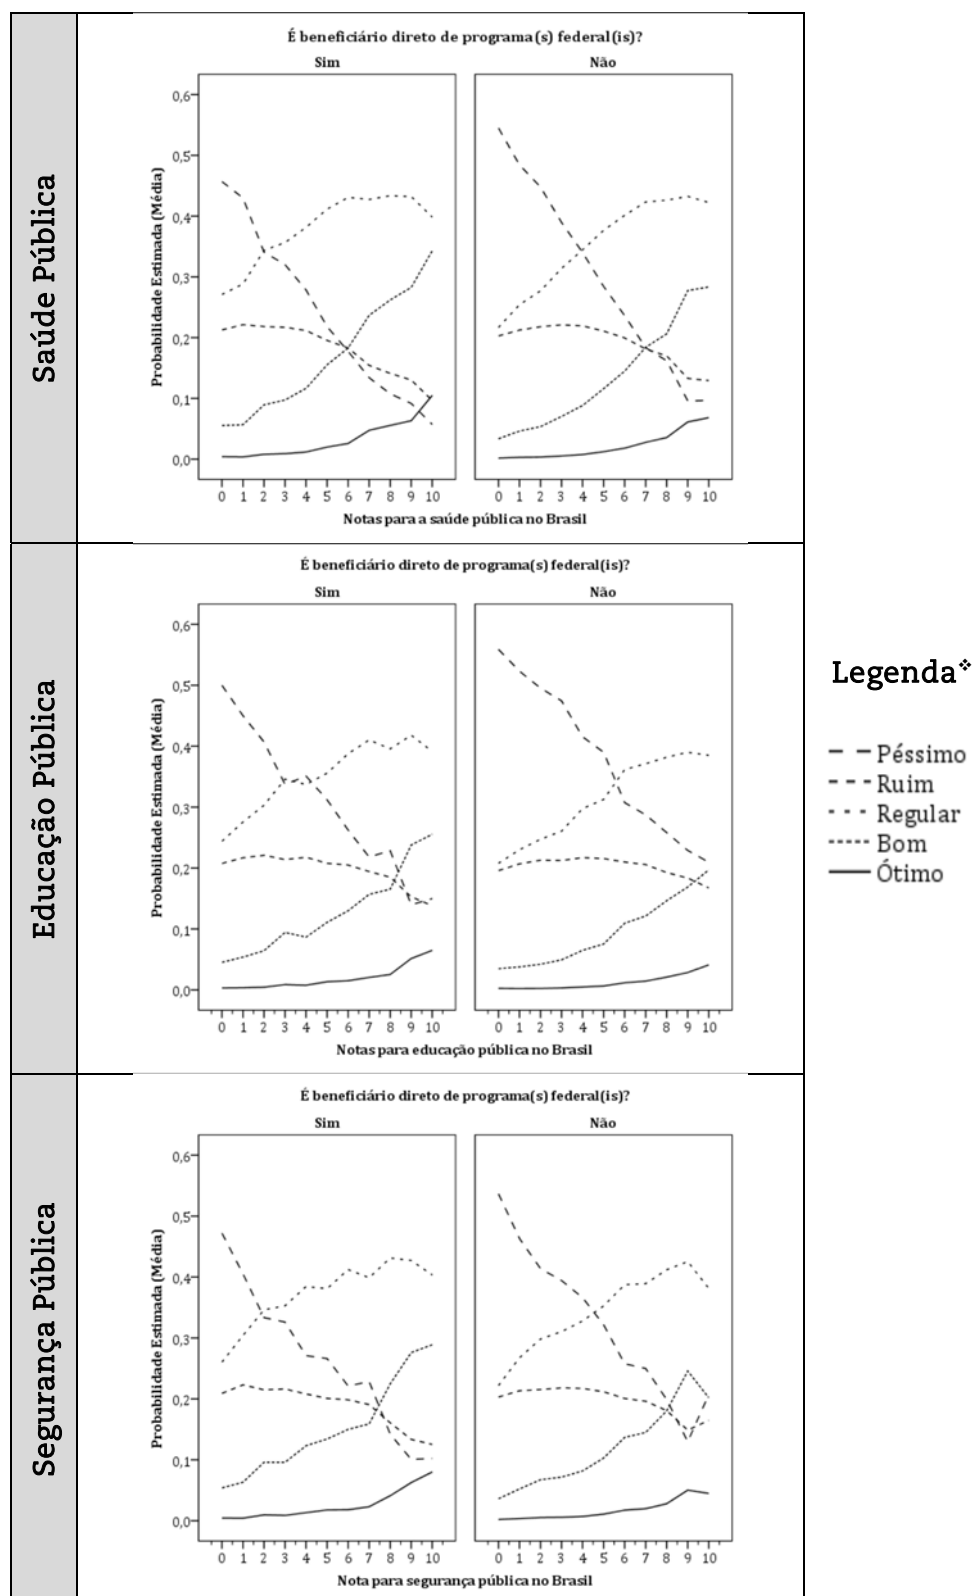 Saúde Pública
É beneficiário direto de programa(s) federal(is)?
Sim Não
Probabilidade Estimada (Média)
0,6
0,5
0,4
0,3
0,2
0,1
0,0
0 1 2 3 4 5 6 7 8 9 10 0 1 2 3 4 5 6 7 8 9 10
Notas para a saúde pública no Brasil
Educação Pública
É beneficiário direto de programa(s) federal(is)?
Sim Não
Probabilidade Estimada (Média)
0,6
0,5
0,4
0,3
0,2
0,1
0,0
0 1 2 3 4 5 6 7 8 9 10 0 1 2 3 4 5 6 7 8 9 10
Notas para educação pública no Brasil
Segurança Pública
É beneficiário direto de programa(s) federal(is)?
Sim Não
Probabilidade Estimada (Média)
0,6
0,5
0,4
0,3
0,2
0,1
0,0
0 1 2 3 4 5 6 7 8 9 10 0 1 2 3 4 5 6 7 8 9 10
Nota para segurança pública no Brasil
Legenda❖
Péssimo
Ruim
Regular
Bom
Ótimo